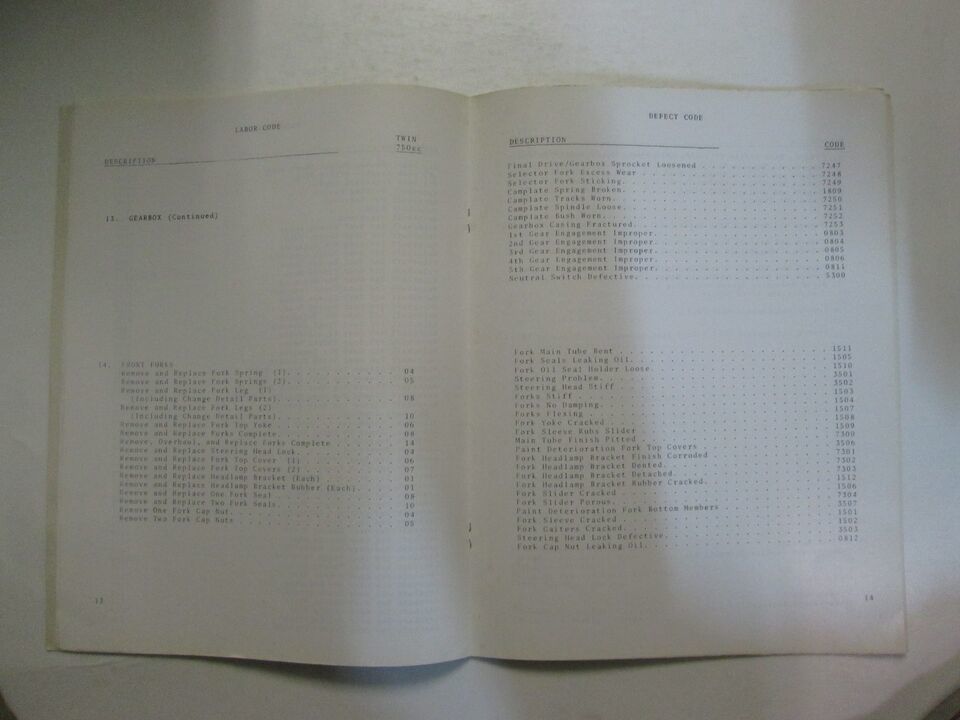 LABOR CODE
TWIN
DESCRIPTION 750cc
13. GEARBOX (Continued)
14. FRONT FORKS
Remove and Replace Fork Spring (1). 04
Remove and Replace Fork Springs (2). 05
Remove and Replace Fork Leg (1)
(Including Change Detail Parts). 08
Remove and Replace Fork Legs (2)
(Including Change Detail Parts). 10
Remove and Replace Fork Top Yoke 06
Remove and Replace Forks Complete. 08
Remove, Overhaul, and Replace Forks Complete 14
Remove and Replace Steering Head Lock. 04
Remove and Replace Fork Top Cover (1) 06
Remove and Replace Fork Top Covers (2) 07
Remove and Replace Headlamp Bracket (Each) 03
Remove and Replace Headlamp Bracket Rubber (Each). 01
Remove and Replace One Fork Seal 08
Remove and Replace Two Fork Seals. 10
Remove One Fork Cap Nut. 04
Remove Two Fork Cap Nuts 05
13
DEFECT CODE
DESCRIPTION CODE
Final Drive/Gearbox Sprocket Loosened 7247
Selector Fork Excess Wear 7248
Selector Fork Sticking. 7249
Camplate Spring Broken. 1809
Camplate Tracks Worn. 7250
Camplate Spindle Loose. 7251
Camplate Bush Worn. 7252
Gearbox Casing Fractured. 7253
1st Gear Engagement Improper. 0803
2nd Gear Engagement Improper. 0804
3rd Gear Engagement Improper. 0805
4th Gear Engagement Improper. 0806
5th Gear Engagement Improper. 0811
Neutral Switch Defective. 5300
Fork Main Tube Bent 1511
Fork Seals Leaking Oil. 1505
Fork Oil Seal Holder Loose. 1510
Steering Problem. 3501
Steering Head Stiff 3502
Forks Stiff 1503
Forks No Damping. 1504
Forks Flexing 1507
Fork Yoke Cracked 1508
Fork Sleeve Rubs Slider 1509
Main Tube Finish Pitted 7300
Paint Deterioration Fork Top Covers 3506
Fork Headlamp Bracket Finish Corroded 7301
Fork Headlamp Bracket Dented. 7302
Fork Headlamp Bracket Detached. 7303
Fork Headlamp Bracket Rubber Cracked. 1512
Fork Slider Cracked 1506
Fork Slider Porous. 7304
Paint Deterioration Fork Bottom Members 3507
Fork Sleeve Cracked 1501
Fork Gaiters Cracked. 1502
Steering Head Lock Defective. 3503
Fork Cap Nut Leaking Oil. 0812
14